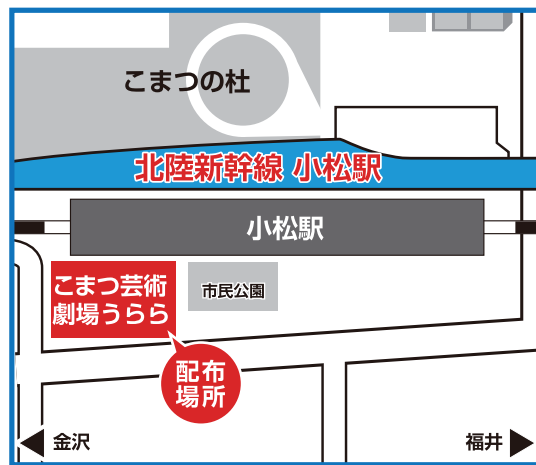 こまつの杜
北陸新幹線 小松駅
小松駅
こまつ芸術
劇場うらら
市民公園
配布
場所
金沢
福井